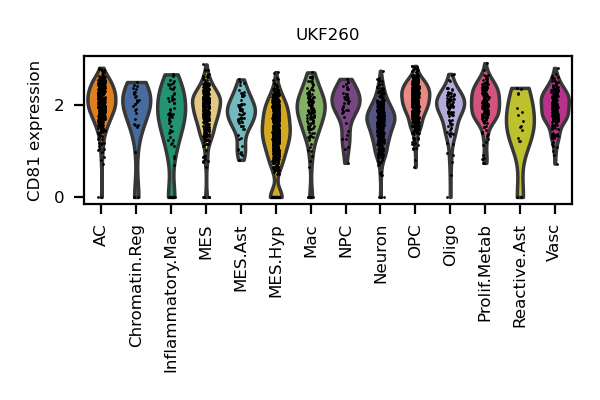 UKF260
CD81 expression
2
0
AC
Chromatin.Reg
Inflammatory.Mac
MES
MES.Ast
MES.Hyp
Mac
NPC
Neuron
OPC
Oligo
Prolif.Metab
Reactive.Ast
Vasc